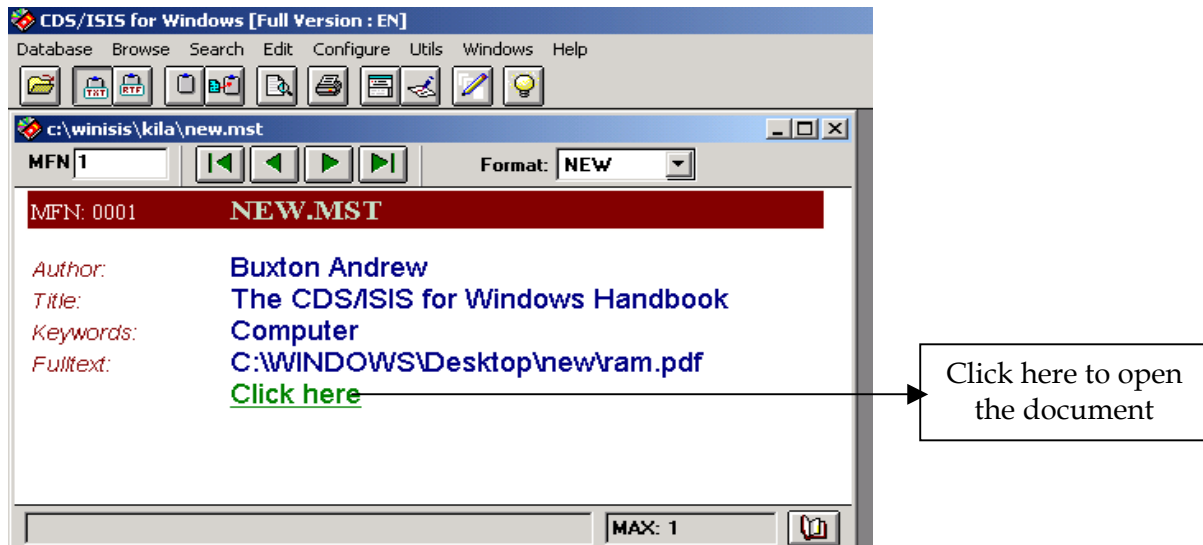 CDS/ISIS for Windows [Full Version : EN]
Database Browse Search Edit Configure Utils Windows Help
TXT RTF
c:\winisis\kila\new.mst
MFN 1 Format: NEW
MFN: 0001 NEW.MST
Author: Buxton Andrew
Title: The CDS/ISIS for Windows Handbook
Keywords: Computer
Fulltext: C:\WINDOWS\Desktop\new\ram.pdf
Click here
Click here to open
the document
MAX: 1